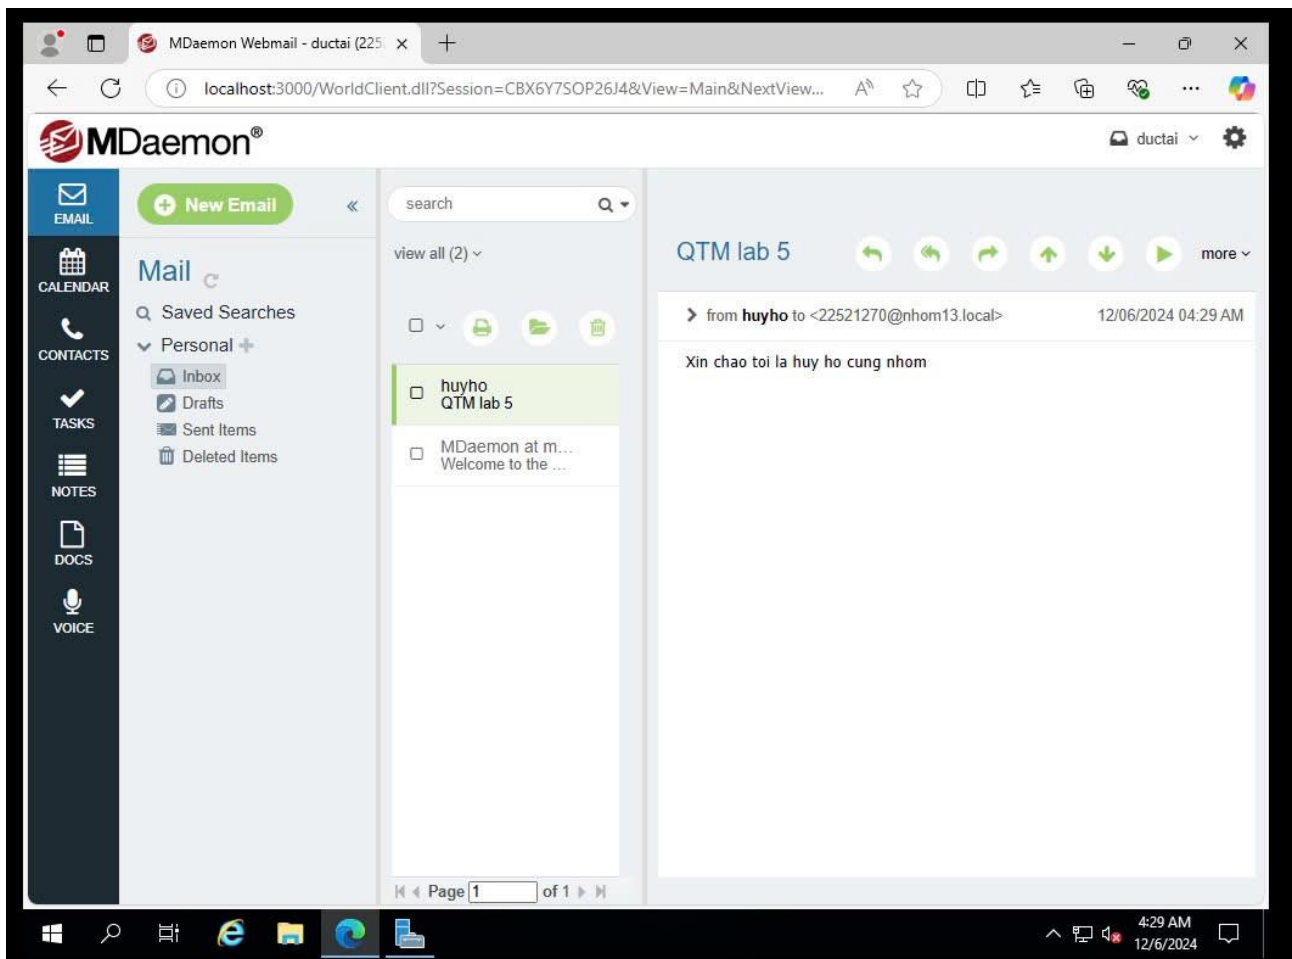 MDaemon Webmail - ductai (225
localhost:3000/WorldClient.dll?Session=CBX6Y7SOP26J4&View=Main&NextView...
MDaemon®
ductai
EMAIL
CALENDAR
CONTACTS
TASKS
NOTES
DOCS
VOICE
New Email
Mail
Saved Searches
Personal
Inbox
Drafts
Sent Items
Deleted Items
search
view all (2)
huyho
QTM lab 5
MDaemon at m...
Welcome to the ...
Page 1 of 1
QTM lab 5
more
from huyho to <22521270@nhom13.local>
12/06/2024 04:29 AM
Xin chao toi la huy ho cung nhom
4:29 AM
12/6/2024